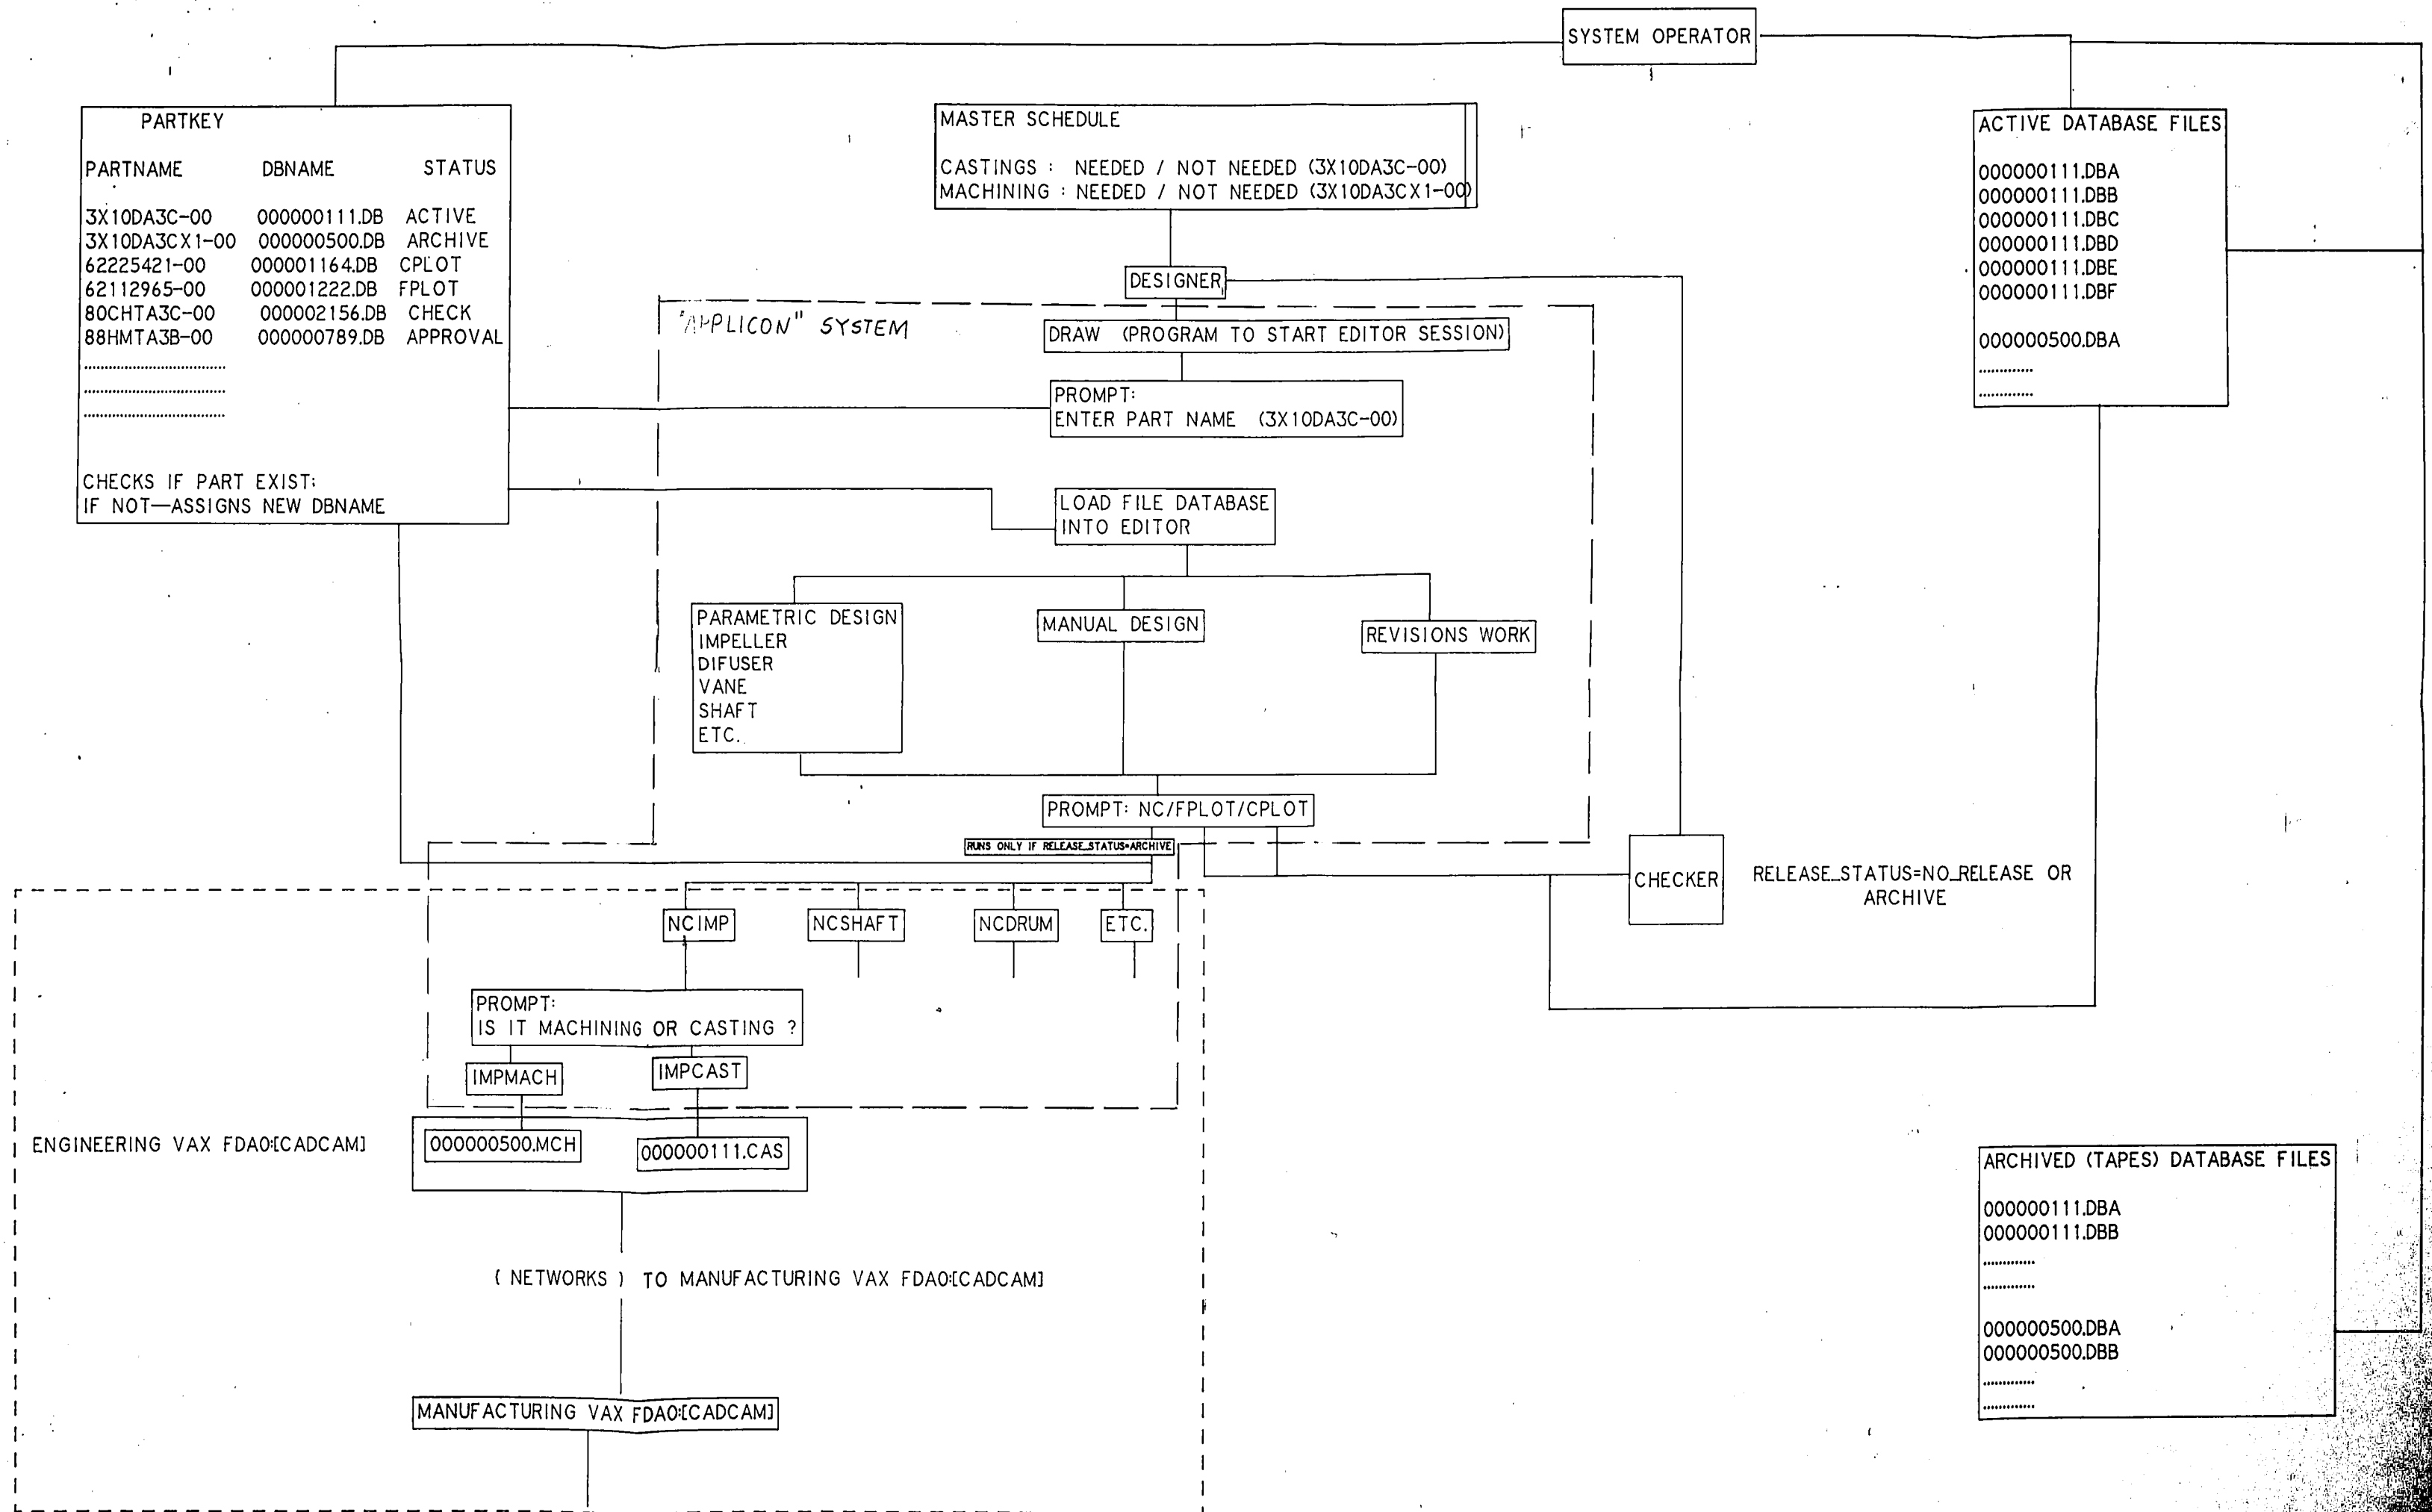 SYSTEM OPERATOR
PARTKEY
PARTNAME DBNAME STATUS
3X10DA3C-00 000000111.DB ACTIVE
3X10DA3CX1-00 000000500.DB ARCHIVE
62225421-00 000001164.DB CPLOT
62112965-00 000001222.DB FPLOT
80CHTA3C-00 000002156.DB CHECK
88HMTA3B-00 000000789.DB APPROVAL
..................................
..................................
..................................
CHECKS IF PART EXIST:
IF NOT—ASSIGNS NEW DBNAME
MASTER SCHEDULE
CASTINGS : NEEDED / NOT NEEDED (3X10DA3C-00)
MACHINING : NEEDED / NOT NEEDED (3X10DA3CX1-00)
ACTIVE DATABASE FILES
000000111.DBA
000000111.DBB
000000111.DBC
000000111.DBD
000000111.DBE
000000111.DBF
000000500.DBA
.............
.............
DESIGNER
"APPLICON" SYSTEM
DRAW (PROGRAM TO START EDITOR SESSION)
PROMPT:
ENTER PART NAME (3X10DA3C-00)
LOAD FILE DATABASE
INTO EDITOR
PARAMETRIC DESIGN
IMPELLER
DIFUSER
VANE
SHAFT
ETC.
MANUAL DESIGN
REVISIONS WORK
PROMPT: NC/FPLOT/CPLOT
RUNS ONLY IF RELEASE_STATUS=ARCHIVE
CHECKER
RELEASE_STATUS=NO_RELEASE OR
ARCHIVE
NCIMP
NCSHAFT
NCDRUM
ETC.
PROMPT:
IS IT MACHINING OR CASTING ?
IMPMACH
IMPCAST
ENGINEERING VAX FDA0:[CADCAM]
000000500.MCH
000000111.CAS
( NETWORKS ) TO MANUFACTURING VAX FDA0:[CADCAM]
MANUFACTURING VAX FDA0:[CADCAM]
ARCHIVED (TAPES) DATABASE FILES
000000111.DBA
000000111.DBB
.............
.............
000000500.DBA
000000500.DBB
.............
.............